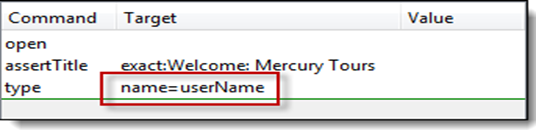 Command Target Value
open
assertTitle exact:Welcome: Mercury Tours
type name=userName